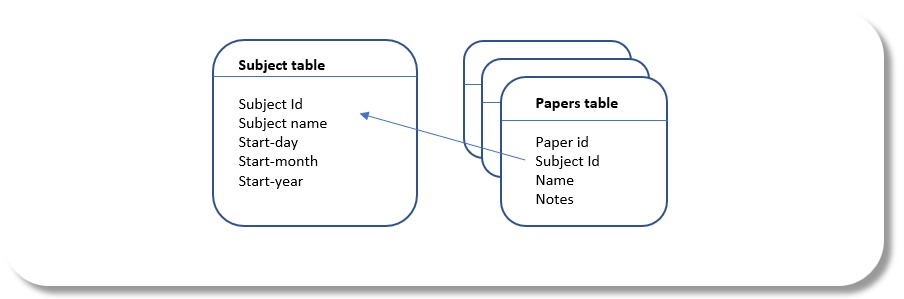 Subject table
Subject Id
Subject name
Start-day
Start-month
Start-year
Papers table
Paper id
Subject Id
Name
Notes